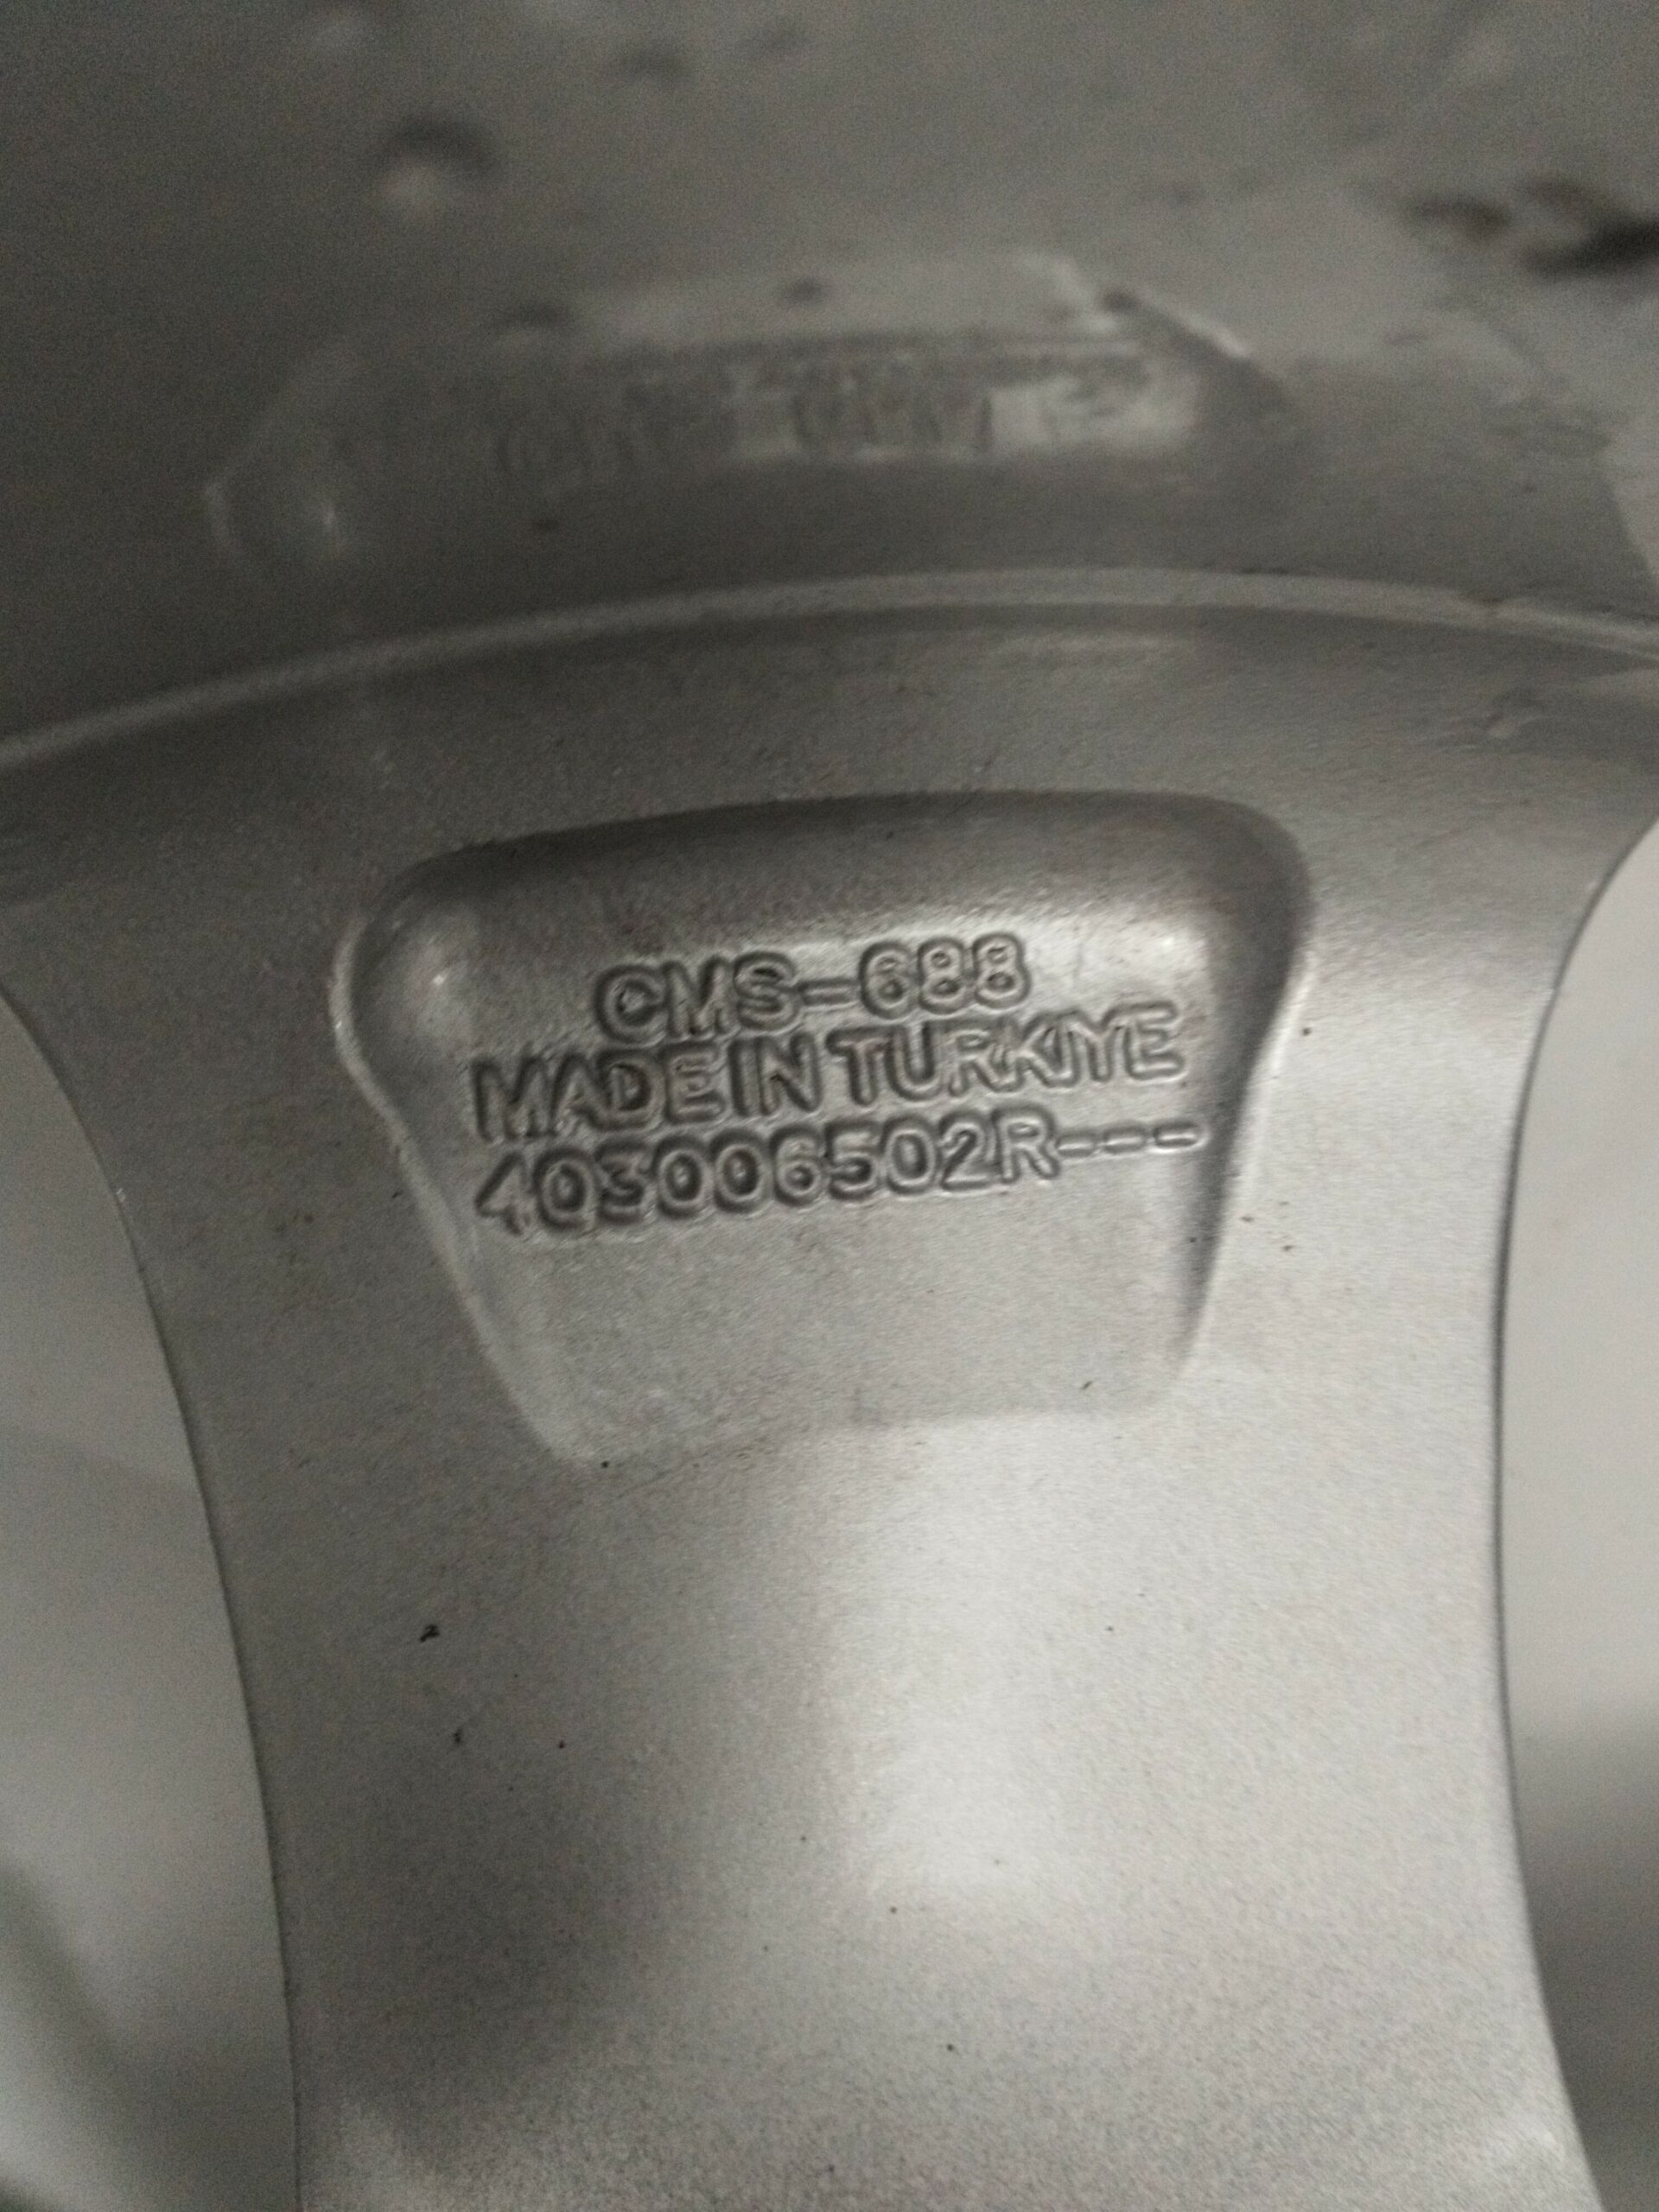 CMS-688
MADE IN TURKIYE
403006502R---